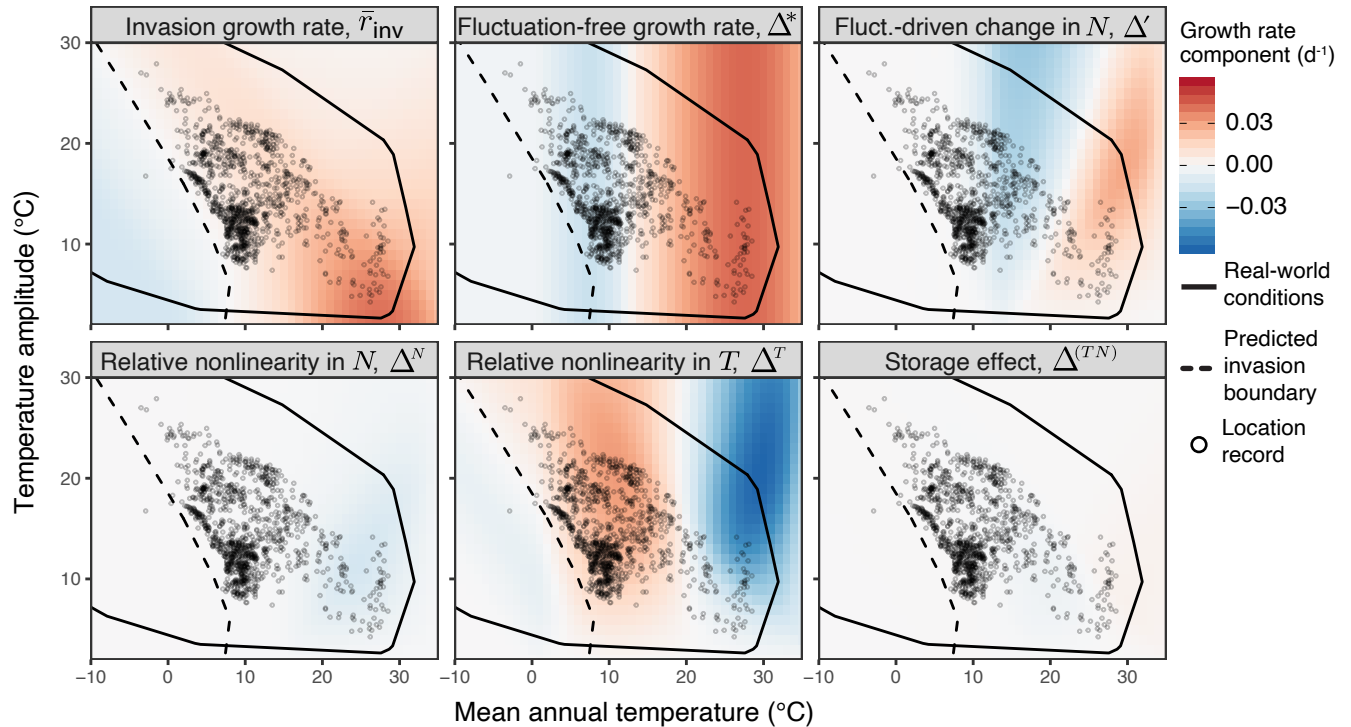 Invasion growth rate, r̄inv
Fluctuation-free growth rate, Δ*
Fluct.-driven change in N, Δ′
Growth rate
component (d⁻¹)
0.03
0.00
−0.03
Real-world
conditions
Predicted
invasion
boundary
Location
record
30
20
10
Temperature amplitude (°C)
Relative nonlinearity in N, Δᴺ
Relative nonlinearity in T, Δᵀ
Storage effect, Δ⁽ᵀᴺ⁾
30
20
10
−10 0 10 20 30
−10 0 10 20 30
−10 0 10 20 30
Mean annual temperature (°C)